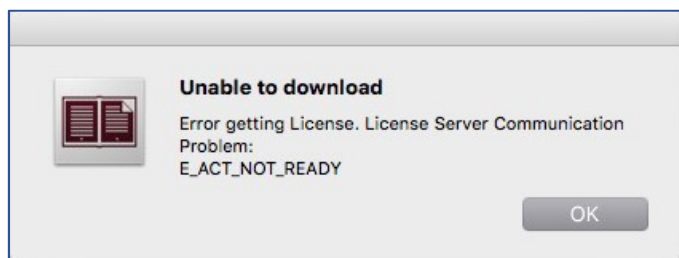 Unable to download
Error getting License. License Server Communication
Problem:
E_ACT_NOT_READY
OK